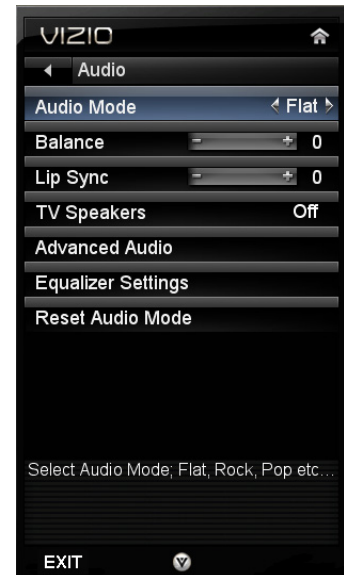 VIZIO
Audio
Audio Mode Flat
Balance - + 0
Lip Sync - + 0
TV Speakers Off
Advanced Audio
Equalizer Settings
Reset Audio Mode
Select Audio Mode; Flat, Rock, Pop etc...
EXIT